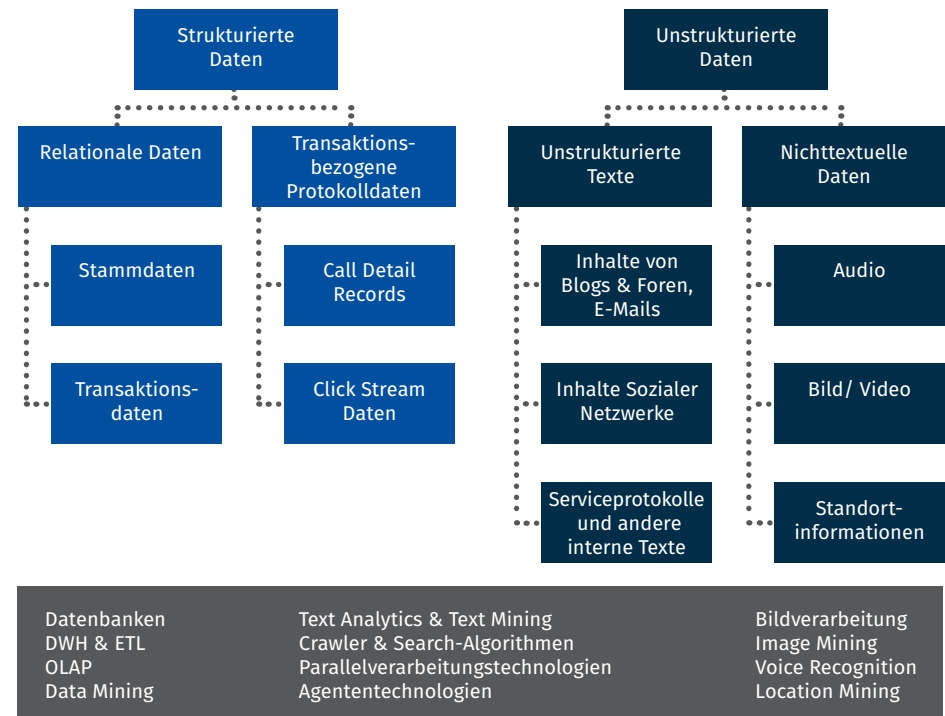 Strukturierte
Daten
Unstrukturierte
Daten
Relationale Daten
Transaktions-
bezogene
Protokolldaten
Unstrukturierte
Texte
Nichttextuelle
Daten
Stammdaten
Call Detail
Records
Inhalte von
Blogs & Foren,
E-Mails
Audio
Transaktions-
daten
Click Stream
Daten
Inhalte Sozialer
Netzwerke
Bild/ Video
Serviceprotokolle
und andere
interne Texte
Standort-
informationen
Datenbanken
DWH & ETL
OLAP
Data Mining
Text Analytics & Text Mining
Crawler & Search-Algorithmen
Parallelverarbeitungstechnologien
Agententechnologien
Bildverarbeitung
Image Mining
Voice Recognition
Location Mining